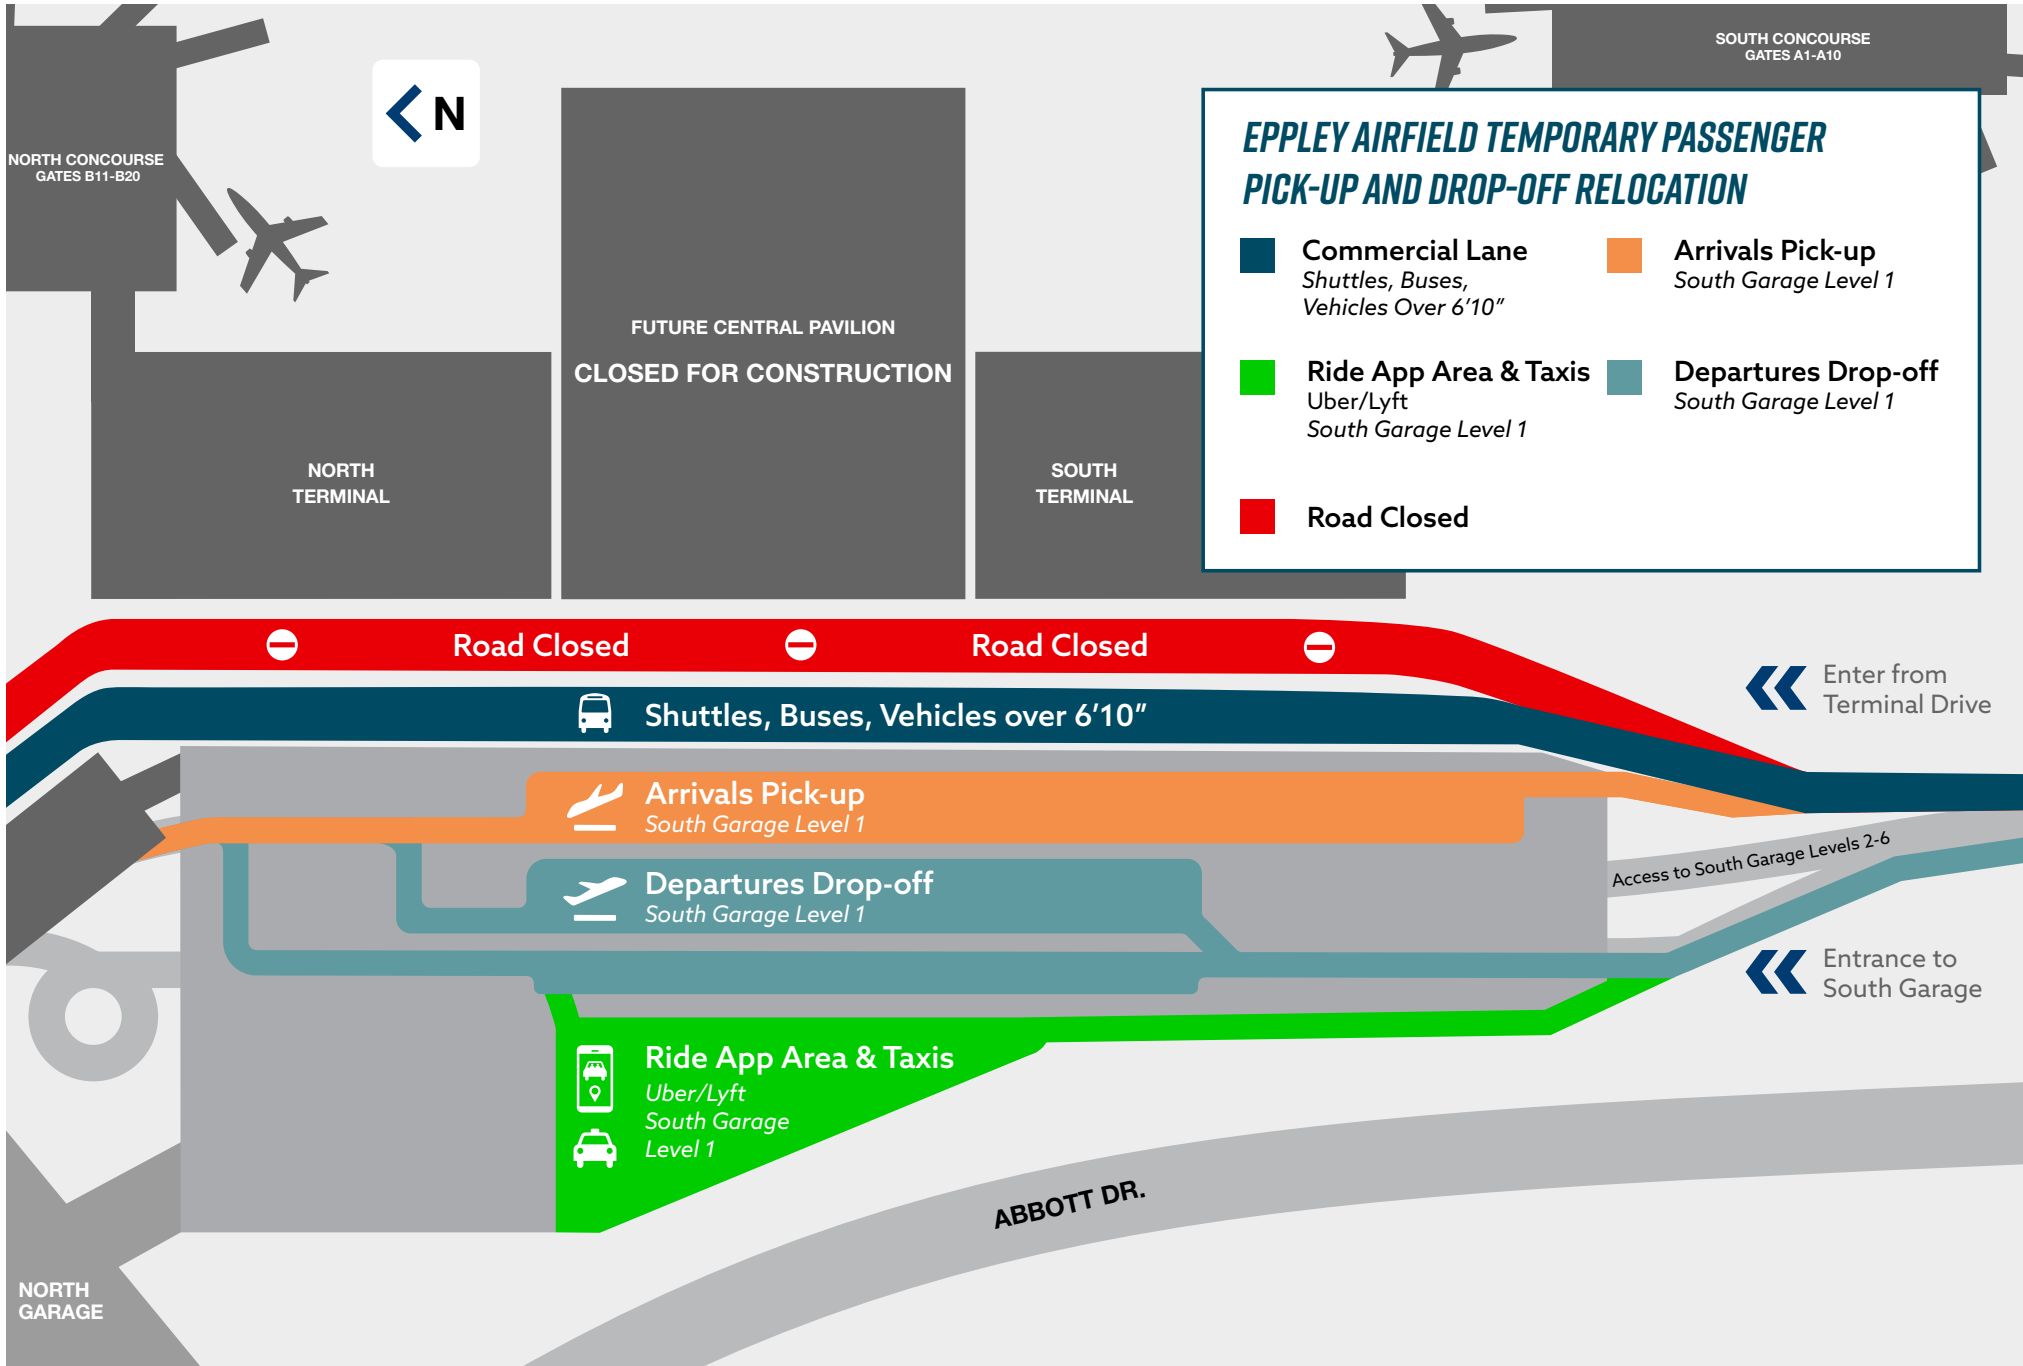 SOUTH CONCOURSE
GATES A1-A10
N
NORTH CONCOURSE
GATES B11-B20
EPPLEY AIRFIELD TEMPORARY PASSENGER
PICK-UP AND DROP-OFF RELOCATION
Commercial Lane
Shuttles, Buses,
Vehicles Over 6’10”
Arrivals Pick-up
South Garage Level 1
Ride App Area & Taxis
Uber/Lyft
South Garage Level 1
Departures Drop-off
South Garage Level 1
Road Closed
FUTURE CENTRAL PAVILION
CLOSED FOR CONSTRUCTION
NORTH
TERMINAL
SOUTH
TERMINAL
Road Closed
Road Closed
Enter from
Terminal Drive
Shuttles, Buses, Vehicles over 6’10”
Arrivals Pick-up
South Garage Level 1
Access to South Garage Levels 2-6
Departures Drop-off
South Garage Level 1
Entrance to
South Garage
Ride App Area & Taxis
Uber/Lyft
South Garage
Level 1
ABBOTT DR.
NORTH
GARAGE